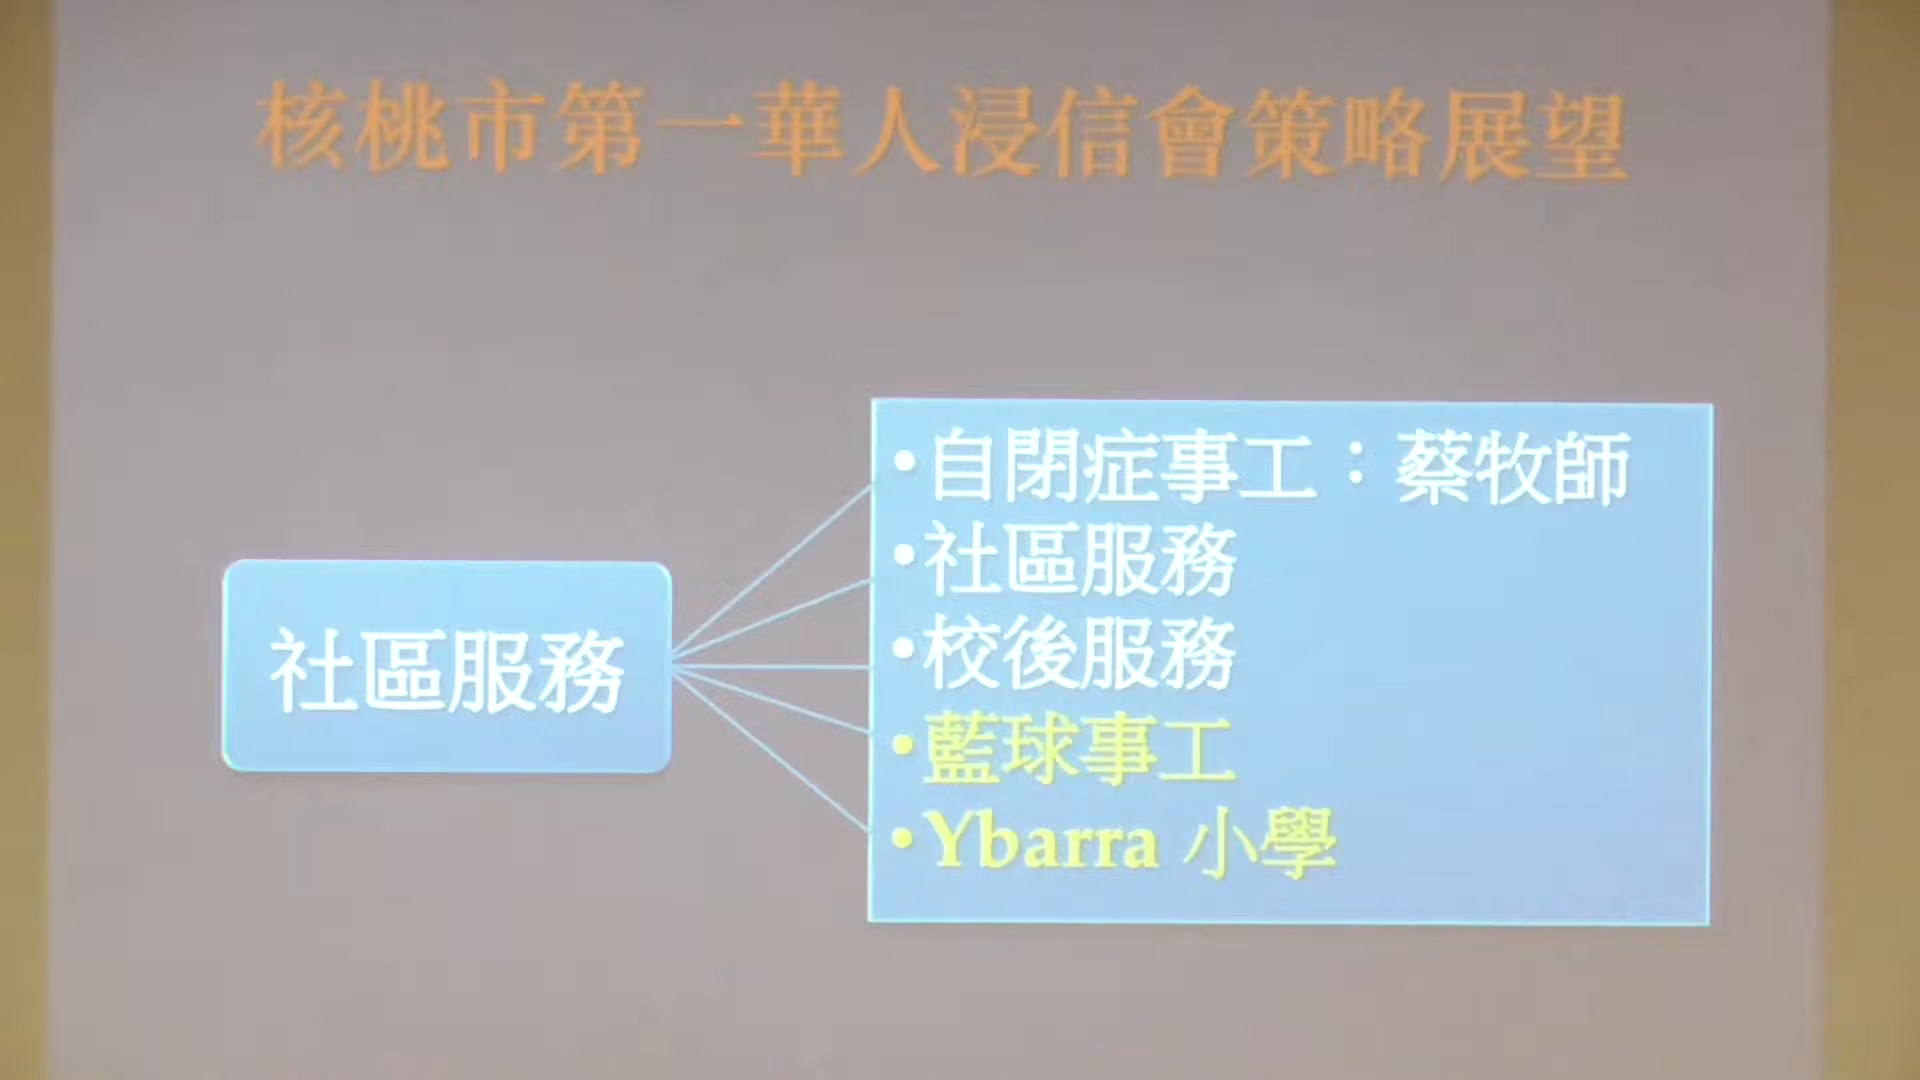 核桃市第一華人浸信會策略展望
社區服務
•自閉症事工：蔡牧師
•社區服務
•校後服務
•藍球事工
•Ybarra 小學